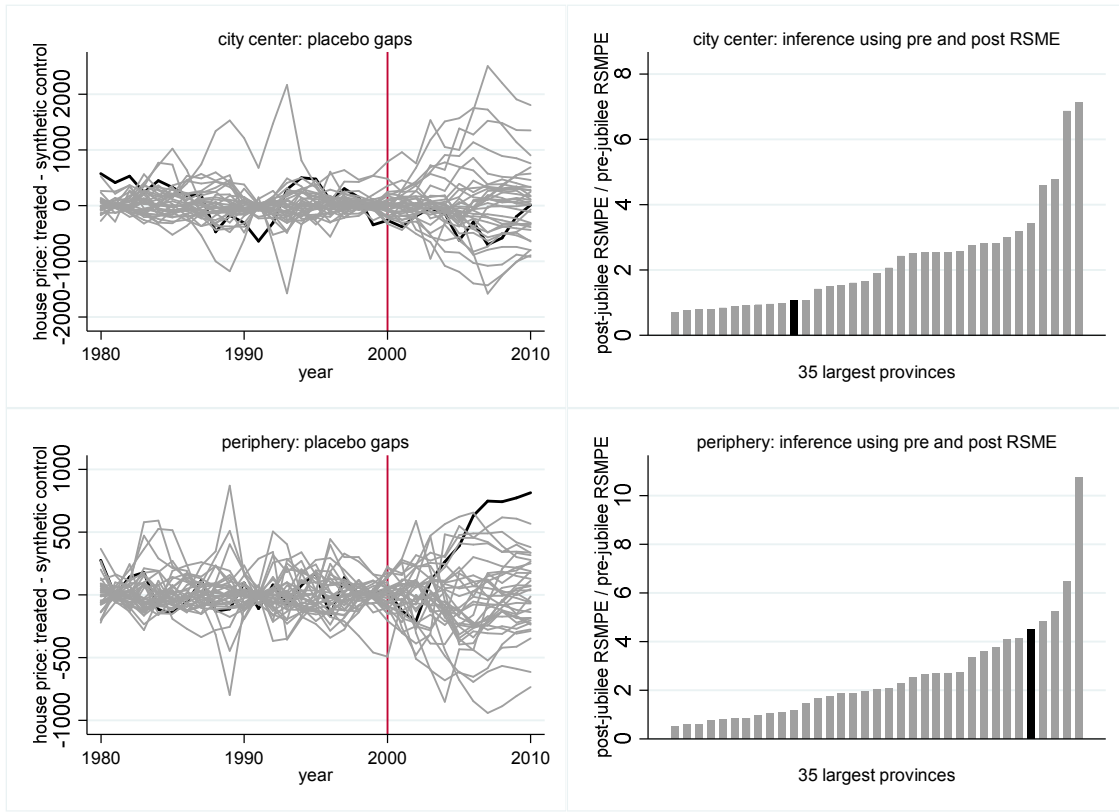 city center: placebo gaps
house price: treated - synthetic control
2000
1000
0
-1000
-2000
1980
1990
2000
2010
year
city center: inference using pre and post RSME
post-jubilee RSMPE / pre-jubilee RSMPE
8
6
4
2
0
35 largest provinces
periphery: placebo gaps
house price: treated - synthetic control
1000
500
0
-500
-1000
1980
1990
2000
2010
year
periphery: inference using pre and post RSME
post-jubilee RSMPE / pre-jubilee RSMPE
10
8
6
4
2
0
35 largest provinces